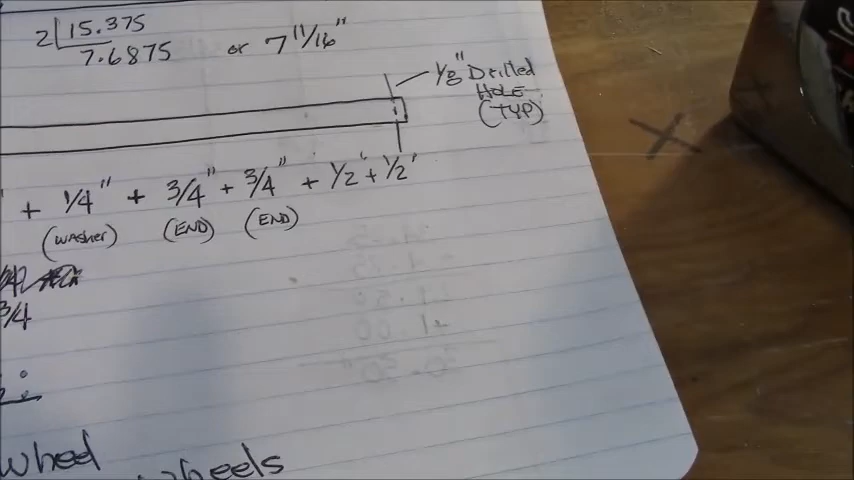 2 15.375
7.6875 or 7 11/16"
1/8" Drilled
HOLE
(TYP)
" + 1/4" + 3/4" + 3/4" + 1/2" + 1/2"
(washer) (END) (END)
3/4
wheel
wheels